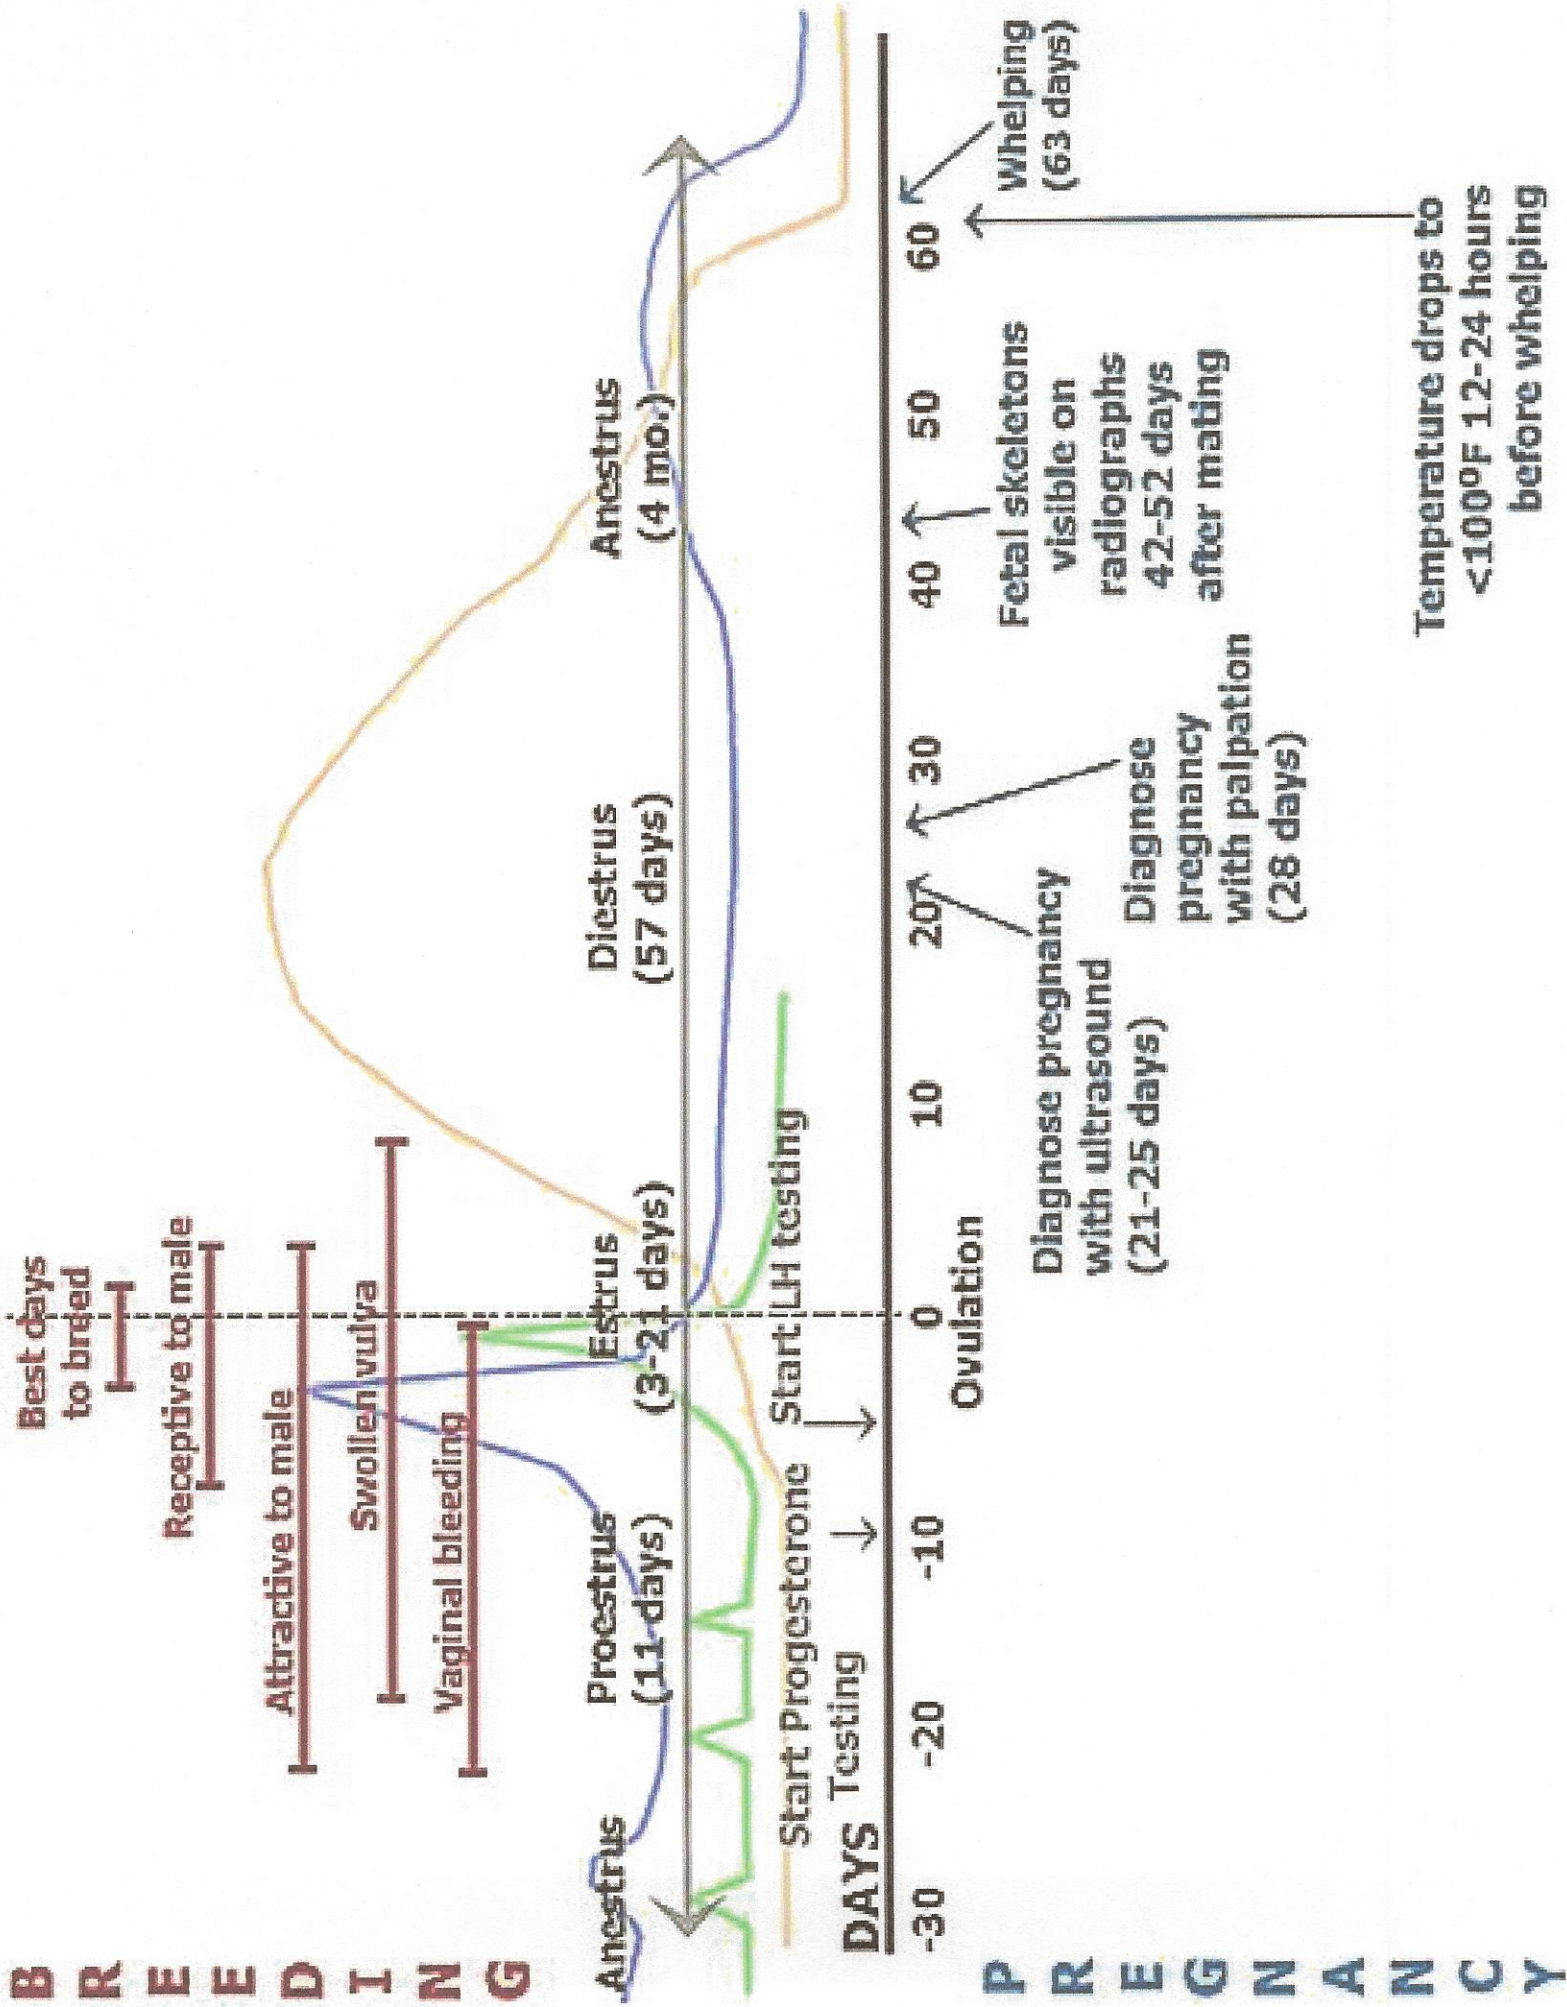 BREEDING
Best days
to breed
Receptive to male
Attractive to male
Swollen vulva
Vaginal bleeding
Anestrus
Proestrus
(11 days)
Estrus
(3-21 days)
Diestrus
(57 days)
Anestrus
(4 mo.)
Start Progesterone
Testing
Start LH testing
DAYS
-30
-20
-10
0
10
20
30
40
50
60
Ovulation
PREGNANCY
Diagnose pregnancy
with ultrasound
(21-25 days)
Diagnose
pregnancy
with palpation
(28 days)
Fetal skeletons
visible on
radiographs
42-52 days
after mating
Whelping
(63 days)
Temperature drops to
<100ºF 12-24 hours
before whelping